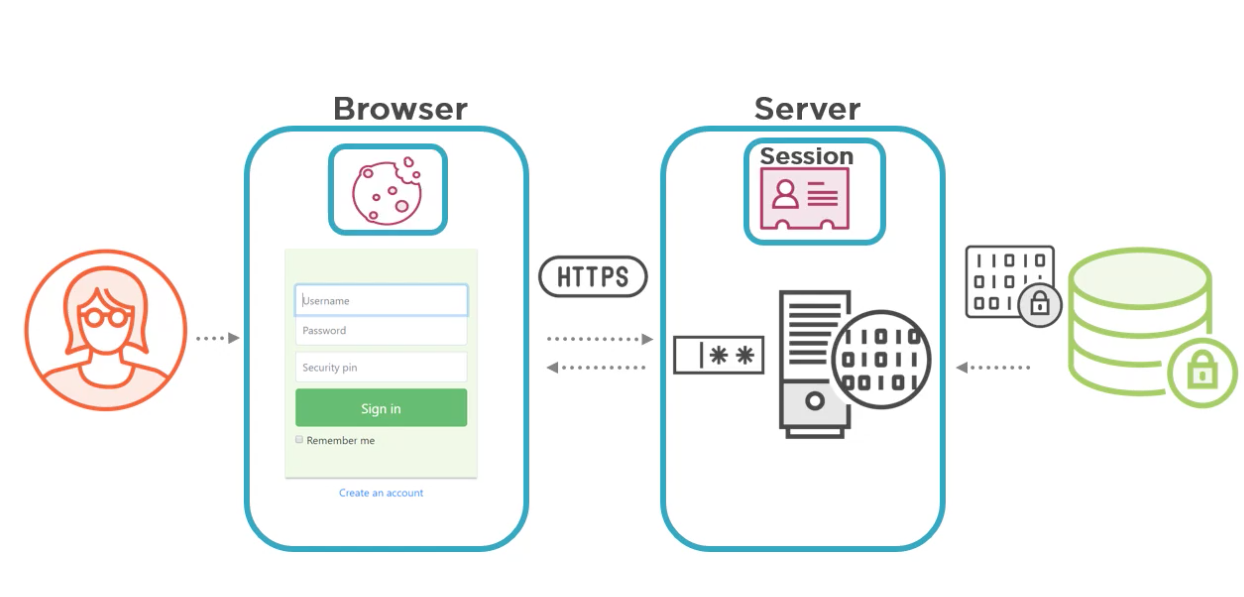 Browser
Server
Session
Username
Password
Security pin
Sign in
Remember me
Create an account
HTTPS
**
11010
01011
00101
11010
010
001